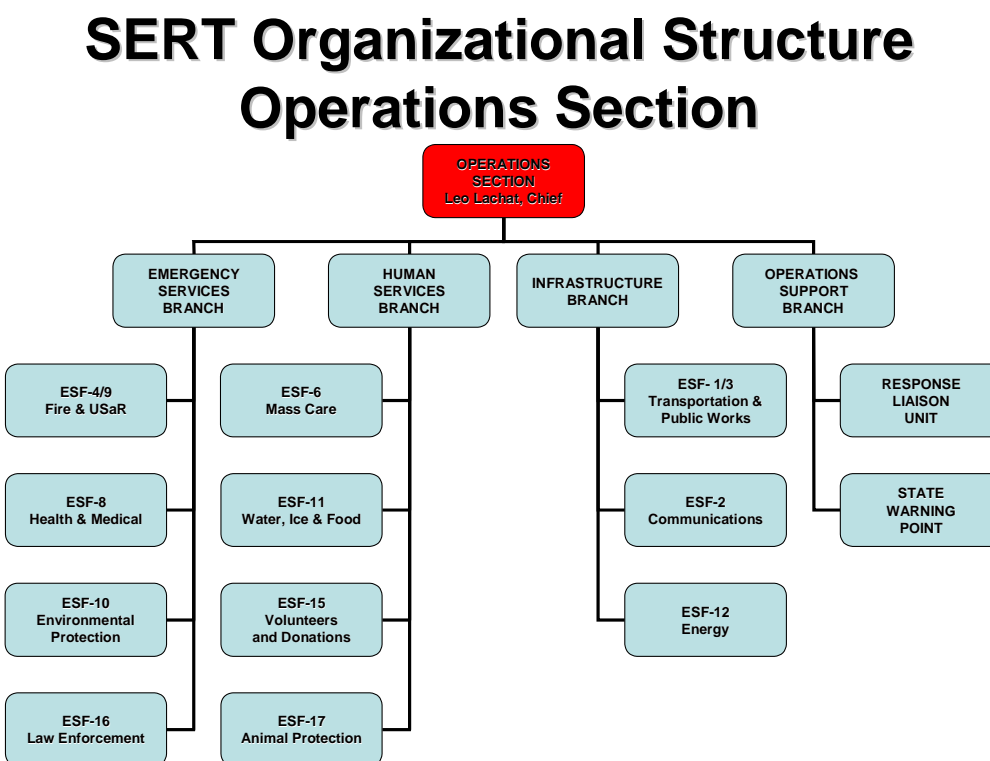 SERT Organizational Structure
Operations Section
OPERATIONS
SECTION
Leo Lachat, Chief
EMERGENCY
SERVICES
BRANCH
HUMAN
SERVICES
BRANCH
INFRASTRUCTURE
BRANCH
OPERATIONS
SUPPORT
BRANCH
ESF-4/9
Fire & USaR
ESF-6
Mass Care
ESF- 1/3
Transportation &
Public Works
RESPONSE
LIAISON
UNIT
ESF-8
Health & Medical
ESF-11
Water, Ice & Food
ESF-2
Communications
STATE
WARNING
POINT
ESF-10
Environmental
Protection
ESF-15
Volunteers
and Donations
ESF-12
Energy
ESF-16
Law Enforcement
ESF-17
Animal Protection